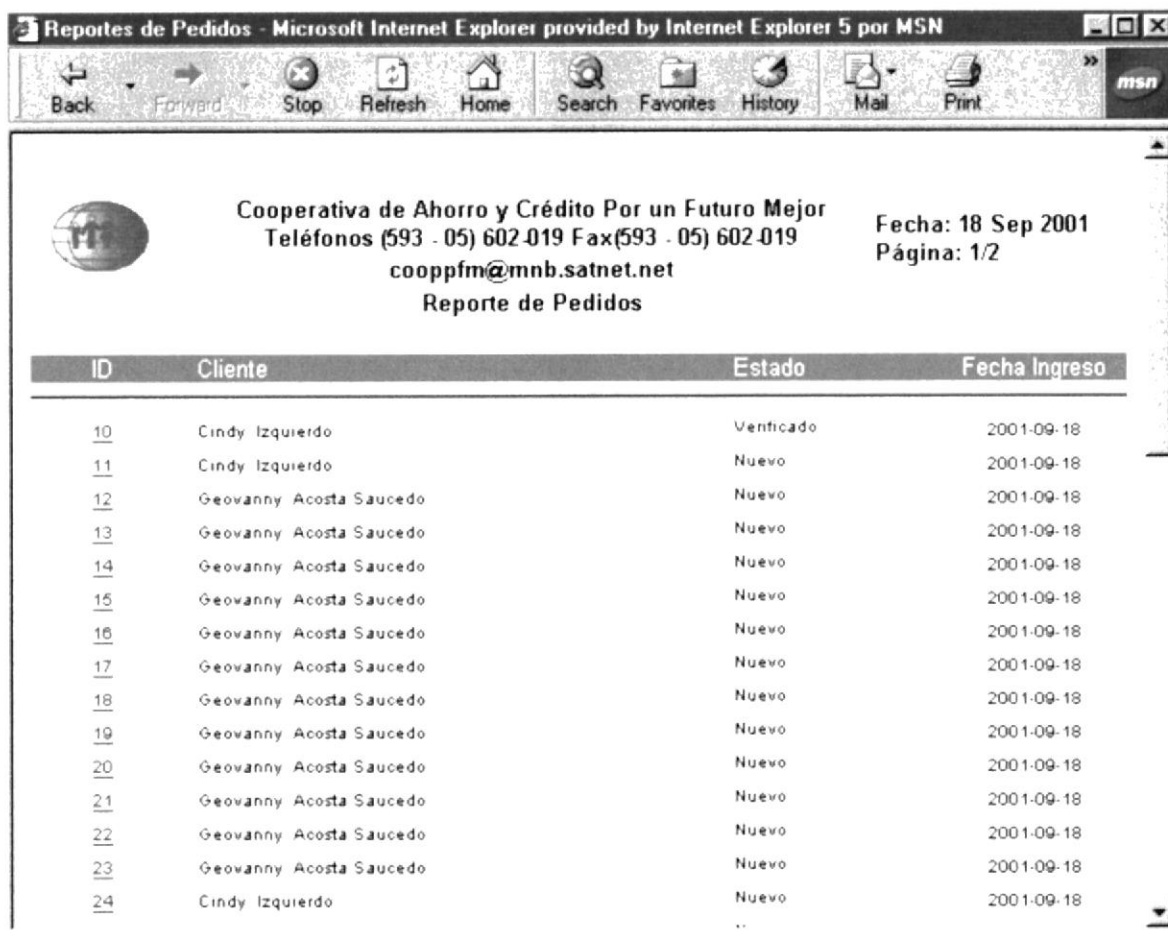 Reportes de Pedidos - Microsoft Internet Explorer provided by Internet Explorer 5 por MSN
Back Forward Stop Refresh Home Search Favorites History Mail Print » msn
Cooperativa de Ahorro y Crédito Por un Futuro Mejor
Teléfonos (593 - 05) 602-019 Fax(593 - 05) 602-019
Fecha: 18 Sep 2001
Página: 1/2
cooppfm@mnb.satnet.net
Reporte de Pedidos
ID Cliente Estado Fecha Ingreso
10 Cindy Izquierdo Verificado 2001-09-18
11 Cindy Izquierdo Nuevo 2001-09-18
12 Geovanny Acosta Saucedo Nuevo 2001-09-18
13 Geovanny Acosta Saucedo Nuevo 2001-09-18
14 Geovanny Acosta Saucedo Nuevo 2001-09-18
15 Geovanny Acosta Saucedo Nuevo 2001-09-18
16 Geovanny Acosta Saucedo Nuevo 2001-09-18
17 Geovanny Acosta Saucedo Nuevo 2001-09-18
18 Geovanny Acosta Saucedo Nuevo 2001-09-18
19 Geovanny Acosta Saucedo Nuevo 2001-09-18
20 Geovanny Acosta Saucedo Nuevo 2001-09-18
21 Geovanny Acosta Saucedo Nuevo 2001-09-18
22 Geovanny Acosta Saucedo Nuevo 2001-09-18
23 Geovanny Acosta Saucedo Nuevo 2001-09-18
24 Cindy Izquierdo Nuevo 2001-09-18